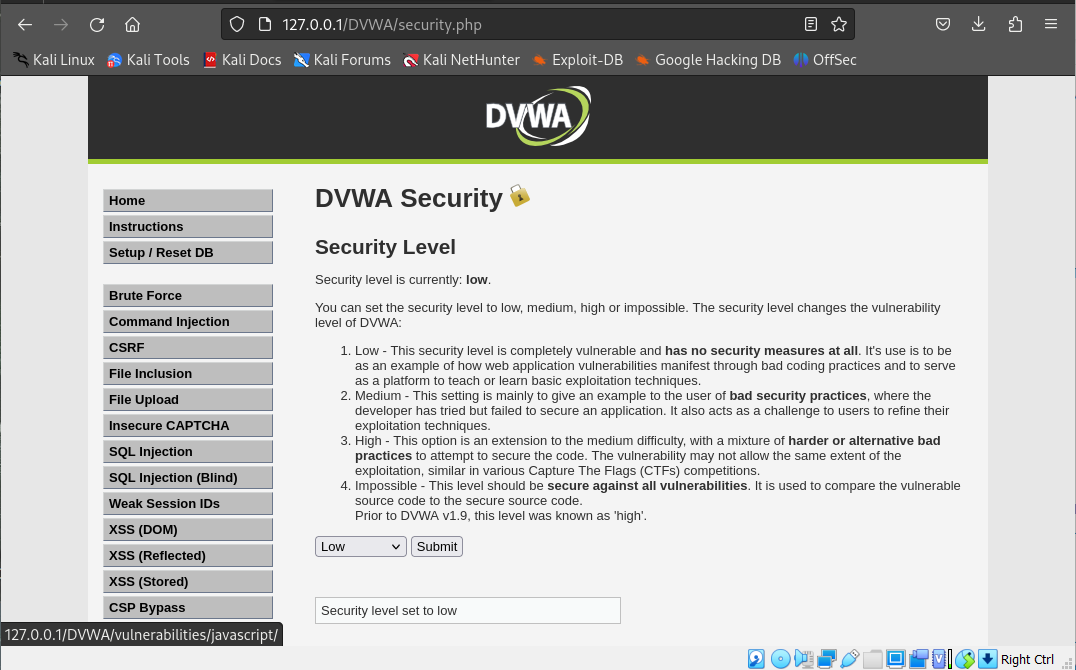 127.0.0.1/DVWA/security.php
Kali Linux Kali Tools Kali Docs Kali Forums Kali NetHunter Exploit-DB Google Hacking DB OffSec
DVWA
Home
Instructions
Setup / Reset DB
Brute Force
Command Injection
CSRF
File Inclusion
File Upload
Insecure CAPTCHA
SQL Injection
SQL Injection (Blind)
Weak Session IDs
XSS (DOM)
XSS (Reflected)
XSS (Stored)
CSP Bypass
DVWA Security
Security Level
Security level is currently: low.
You can set the security level to low, medium, high or impossible. The security level changes the vulnerability
level of DVWA:
1. Low - This security level is completely vulnerable and has no security measures at all. It's use is to be
as an example of how web application vulnerabilities manifest through bad coding practices and to serve
as a platform to teach or learn basic exploitation techniques.
2. Medium - This setting is mainly to give an example to the user of bad security practices, where the
developer has tried but failed to secure an application. It also acts as a challenge to users to refine their
exploitation techniques.
3. High - This option is an extension to the medium difficulty, with a mixture of harder or alternative bad
practices to attempt to secure the code. The vulnerability may not allow the same extent of the
exploitation, similar in various Capture The Flags (CTFs) competitions.
4. Impossible - This level should be secure against all vulnerabilities. It is used to compare the vulnerable
source code to the secure source code.
Prior to DVWA v1.9, this level was known as 'high'.
Low Submit
Security level set to low
127.0.0.1/DVWA/vulnerabilities/javascript/
Right Ctrl